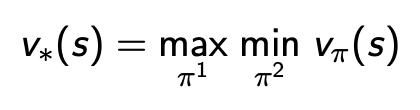 v∗(s) = max min vπ(s)
π¹ π²